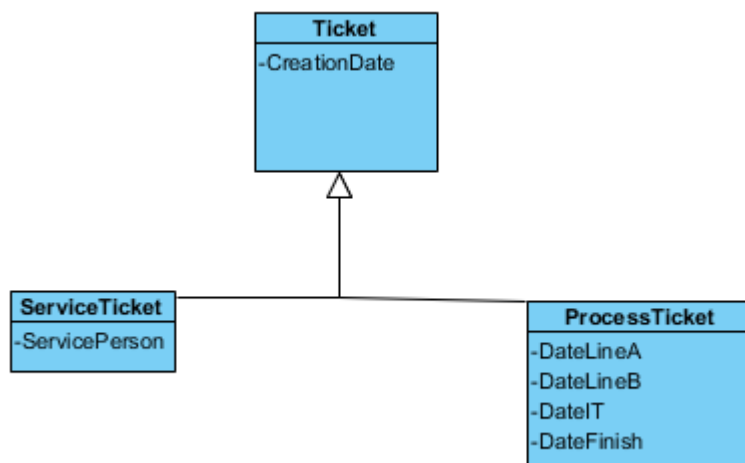 Ticket
-CreationDate
ServiceTicket
-ServicePerson
ProcessTicket
-DateLineA
-DateLineB
-DateIT
-DateFinish